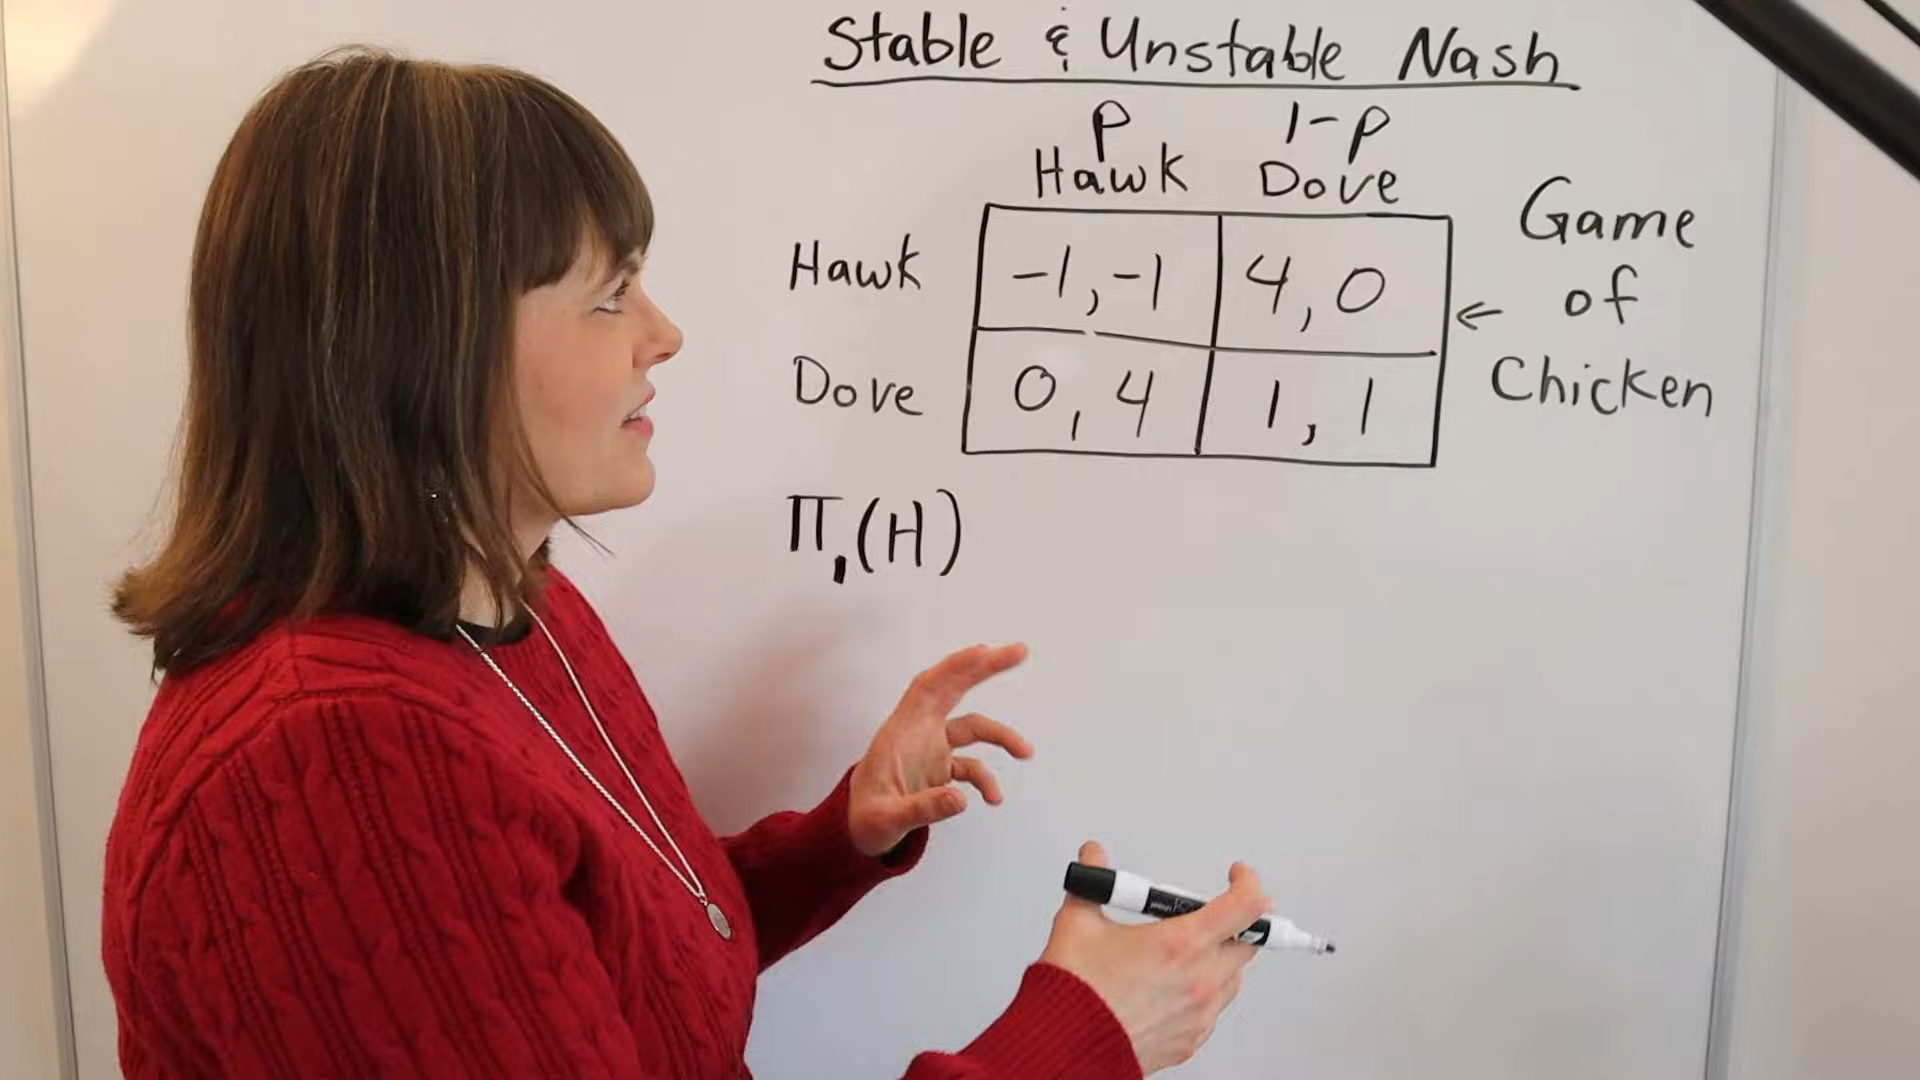 Stable & Unstable Nash
p 1-p
Hawk Dove
Hawk -1, -1 4, 0
Dove 0, 4 1, 1
← Game
of
Chicken
π₁(H)